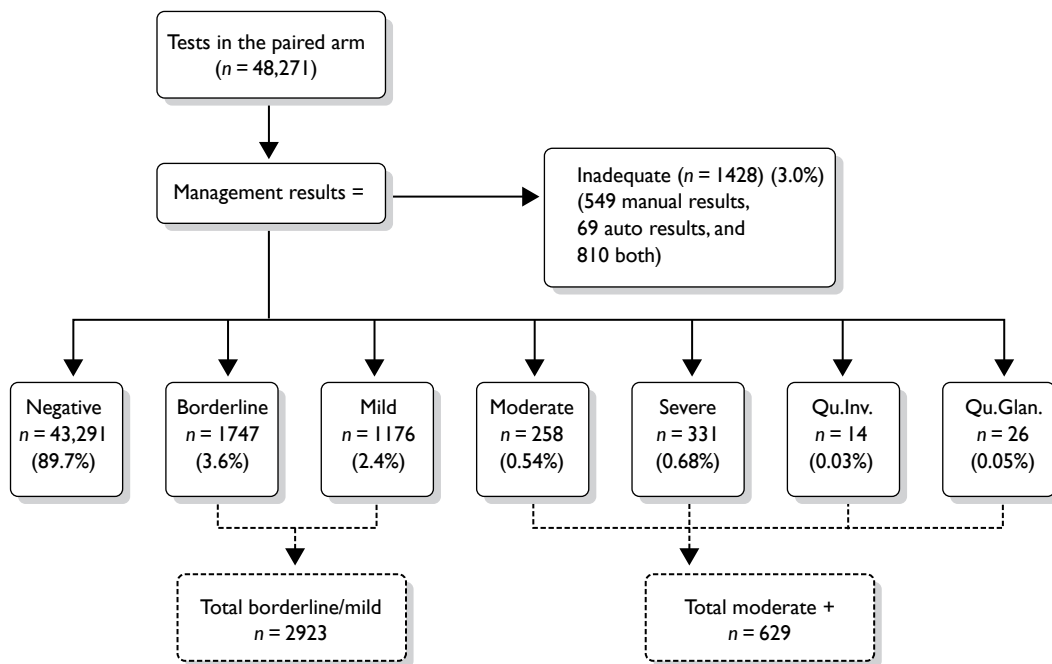 Tests in the paired arm
(n = 48,271)
Management results =
Inadequate (n = 1428) (3.0%)
(549 manual results,
69 auto results, and
810 both)
Negative
n = 43,291
(89.7%)
Borderline
n = 1747
(3.6%)
Mild
n = 1176
(2.4%)
Moderate
n = 258
(0.54%)
Severe
n = 331
(0.68%)
Qu.Inv.
n = 14
(0.03%)
Qu.Glan.
n = 26
(0.05%)
Total borderline/mild
n = 2923
Total moderate +
n = 629